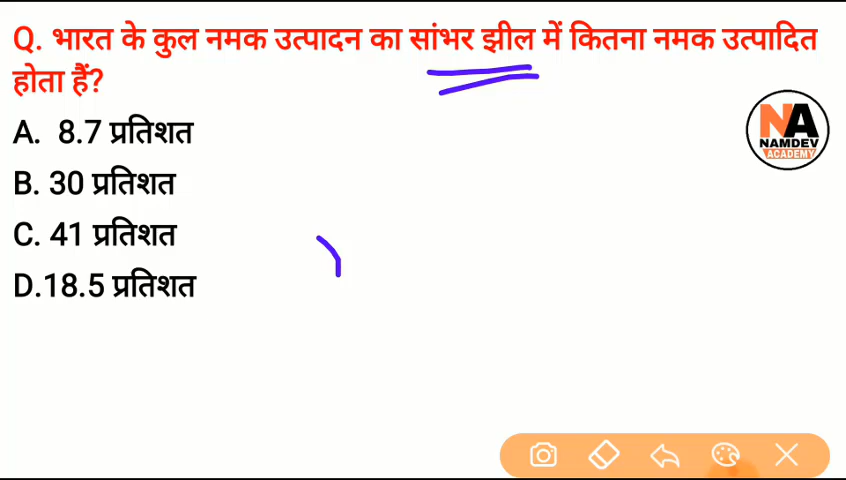 Q. भारत के कुल नमक उत्पादन का सांभर झील में कितना नमक उत्पादित
होता हैं?
A. 8.7 प्रतिशत
B. 30 प्रतिशत
C. 41 प्रतिशत
D.18.5 प्रतिशत
NA
NAMDEV
ACADEMY